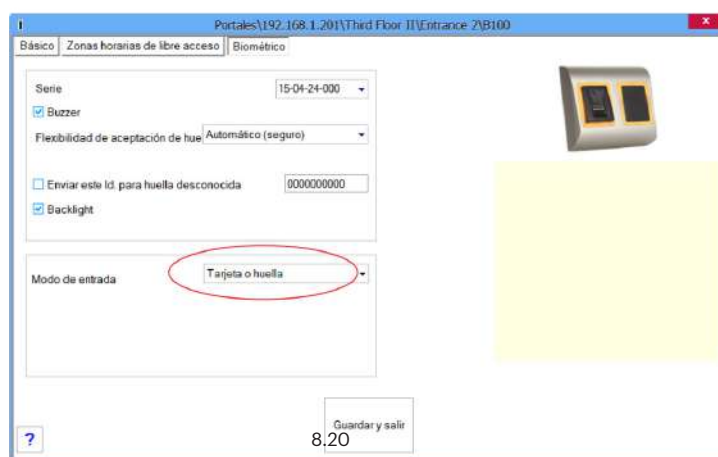 Portales\192.168.1.201\Third Floor II\Entrance 2\B100
x
Básico Zonas horarias de libre acceso Biométrico
Serie 15-04-24-000
Buzzer
Flexibilidad de aceptación de hue Automático (seguro)
Enviar este Id. para huella desconocida 0000000000
Backlight
Modo de entrada Tarjeta o huella
Guardar y salir
? 8.20